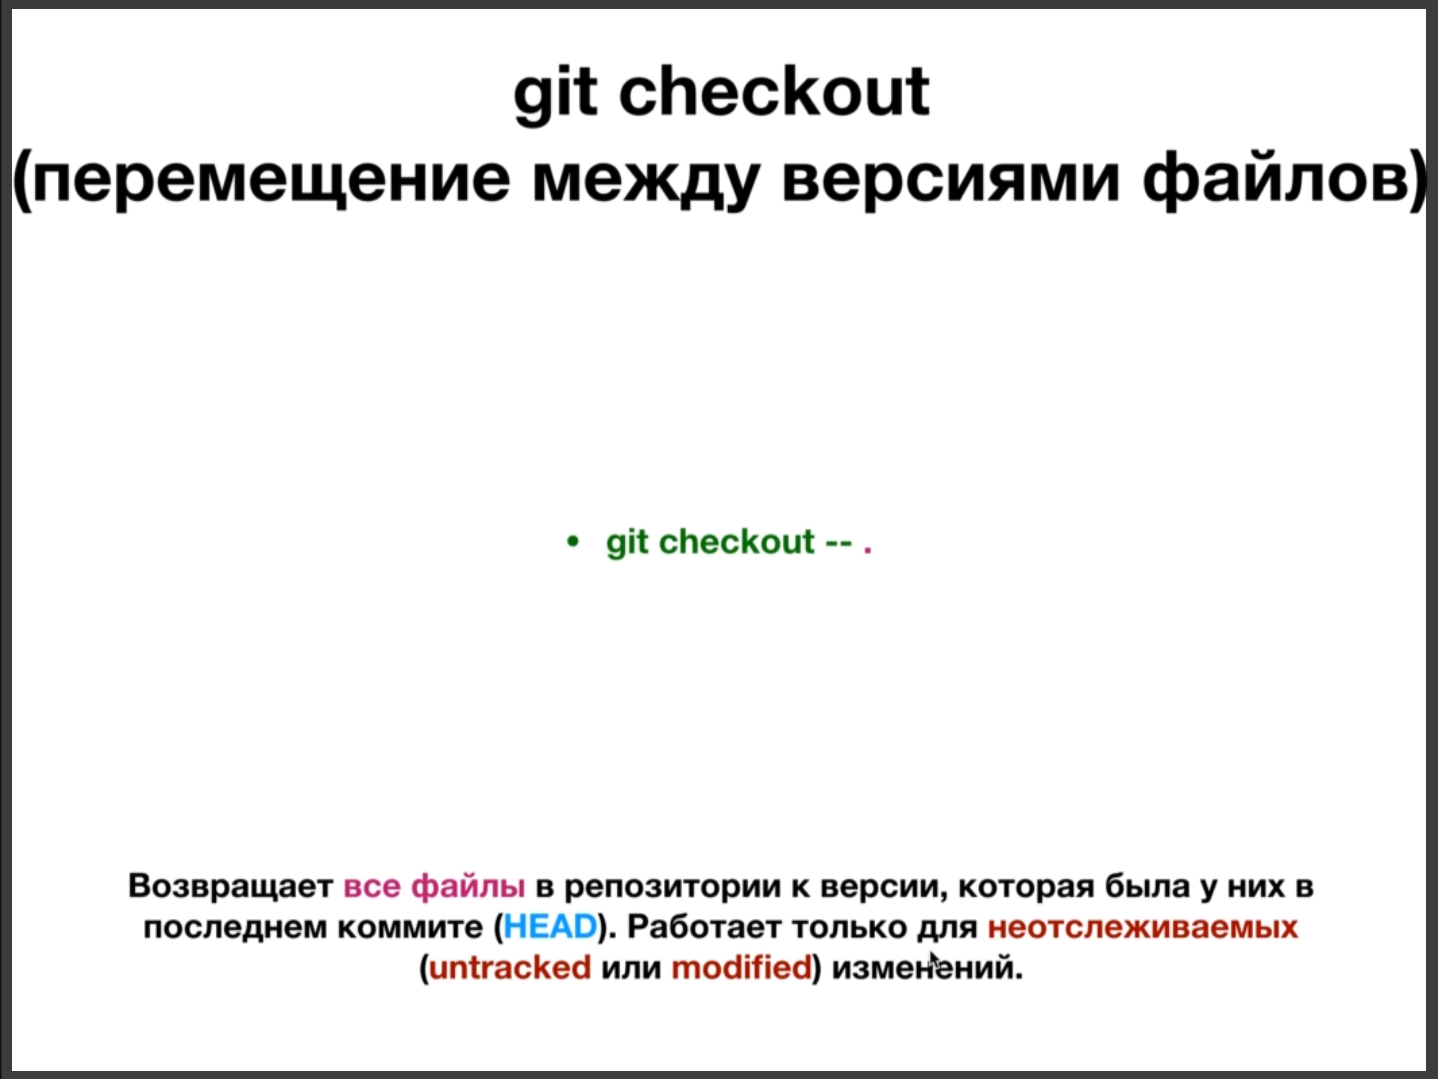 git checkout
(перемещение между версиями файлов)
• git checkout -- .
Возвращает все файлы в репозитории к версии, которая была у них в
последнем коммите (HEAD). Работает только для неотслеживаемых
(untracked или modified) изменений.